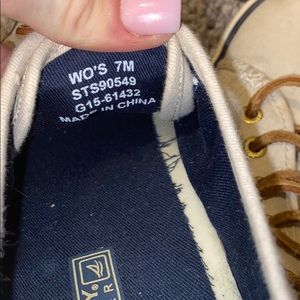 WO'S 7M
STS90549
G15-61432
MADE IN CHINA